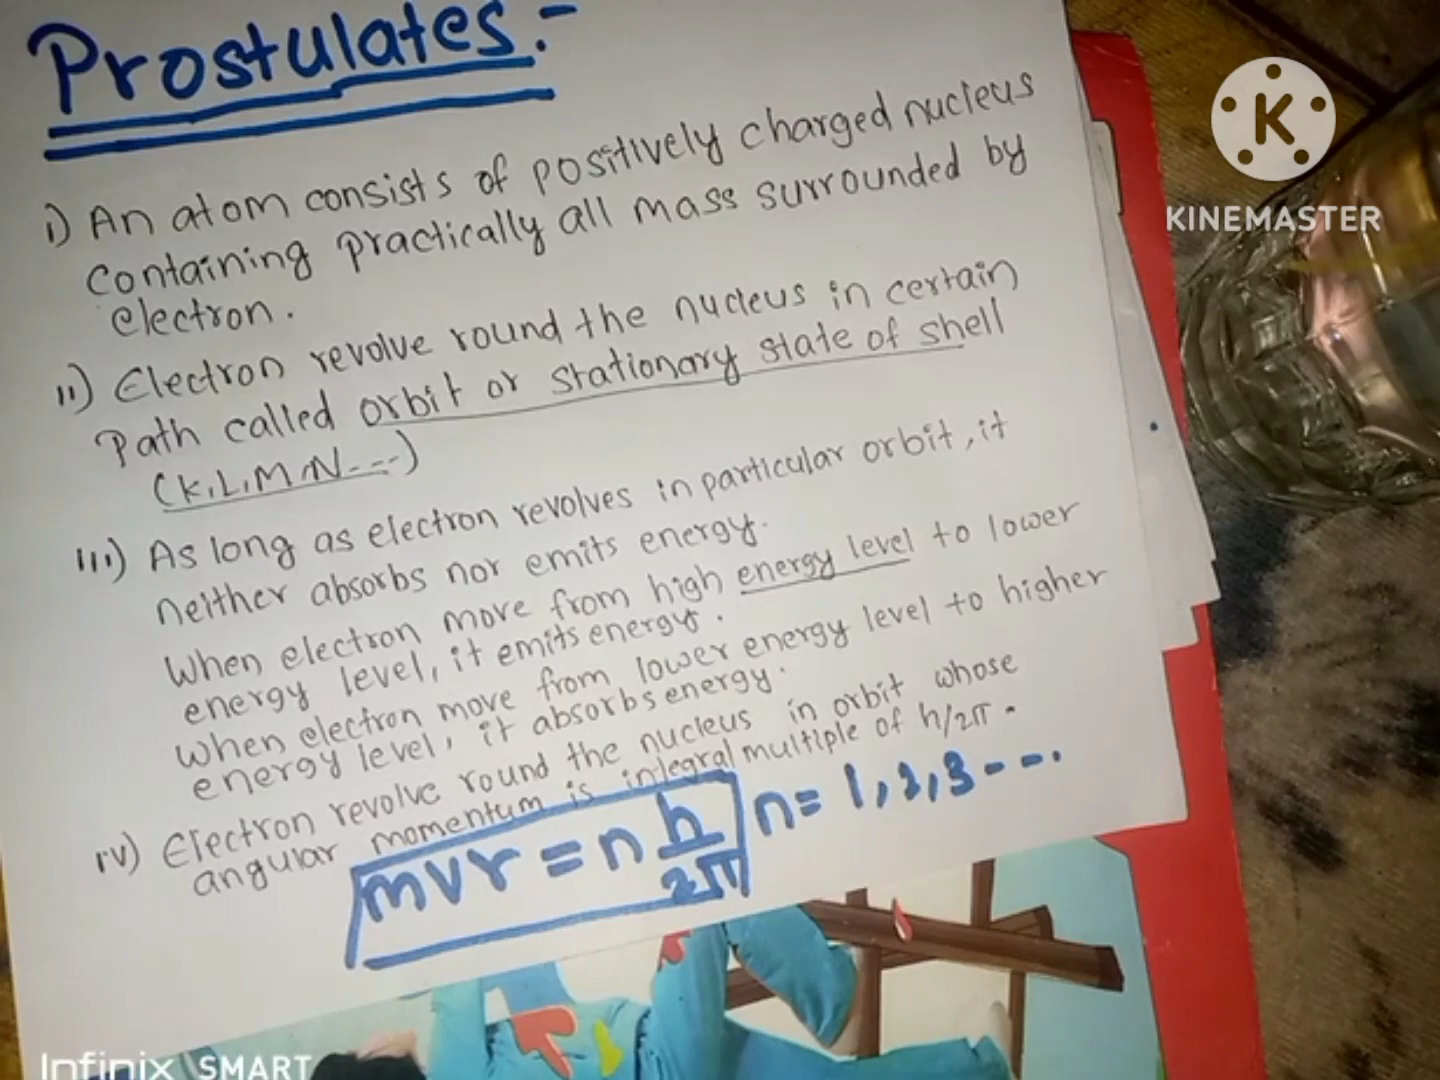 Prostulates:-
i) An atom consists of positively charged nucleus
containing practically all mass surrounded by
electron.
ii) Electron revolve round the nucleus in certain
Path called orbit or stationary state of shell
(K,L,M,N---)
iii) As long as electron revolves in particular orbit, it
neither absorbs nor emits energy.
When electron move from high energy level to lower
energy level, it emits energy.
When electron move from lower energy level to higher
energy level, it absorbs energy.
iv) Electron revolve round the nucleus in orbit whose
angular momentum is integral multiple of h/2π.
mvr = n h/2π n= 1,2,3---.
K
KINEMASTER
Infinix SMART